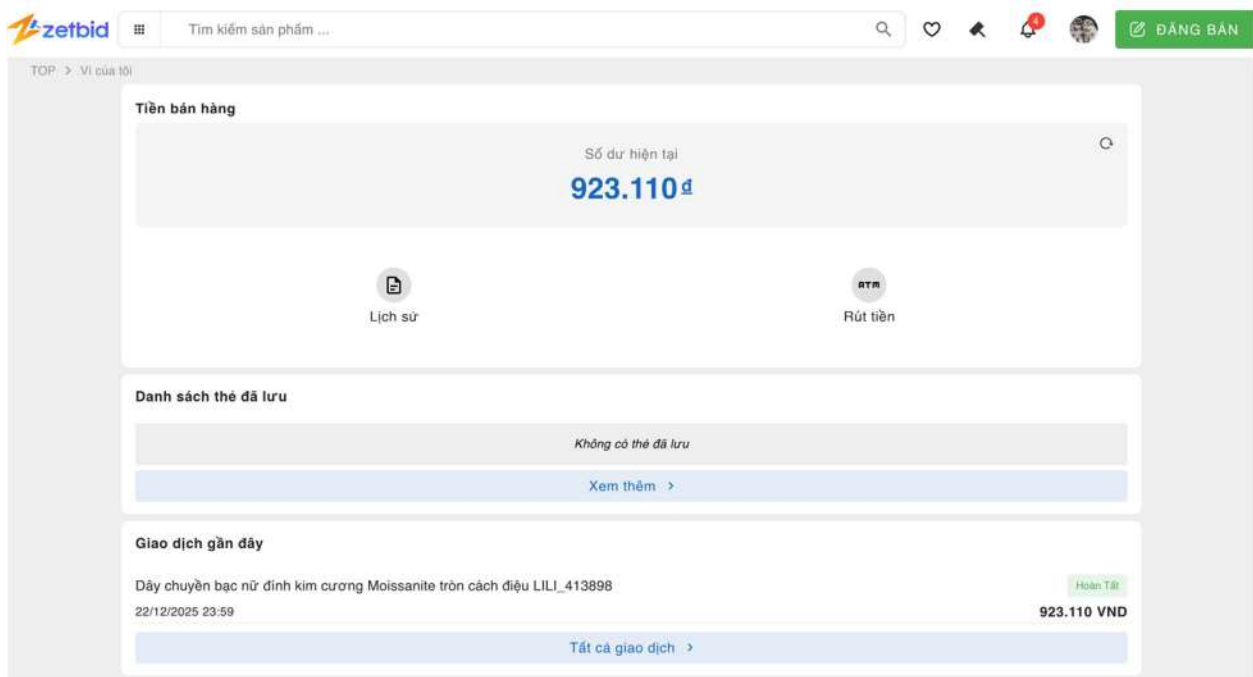 zetbid
Tìm kiếm sản phẩm ...
4
ĐĂNG BÁN
TOP > Ví của tôi
Tiền bán hàng
Số dư hiện tại
923.110₫
Lịch sử
ATM
Rút tiền
Danh sách thẻ đã lưu
Không có thẻ đã lưu
Xem thêm >
Giao dịch gần đây
Dây chuyền bạc nữ đính kim cương Moissanite tròn cách điệu LILI_413898
Hoàn Tất
22/12/2025 23:59
923.110 VND
Tất cả giao dịch >